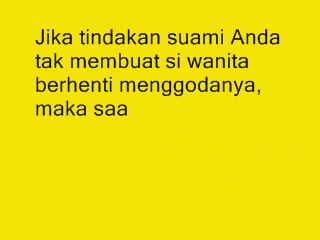 Jika tindakan suami Anda
tak membuat si wanita
berhenti menggodanya,
maka saa